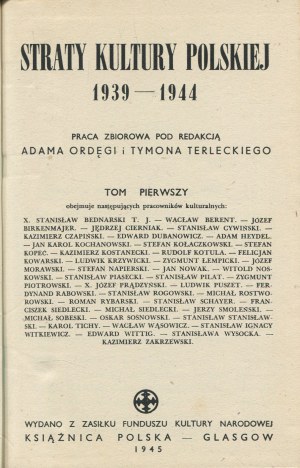 STRATY KULTURY POLSKIEJ
1939 — 1944
PRACA ZBIOROWA POD REDAKCJĄ
ADAMA ORDĘGI i TYMONA TERLECKIEGO
TOM PIERWSZY
obejmuje następujących pracowników kulturalnych:
X. STANISŁAW BEDNARSKI T. J. — WACŁAW BERENT. — JOZEF
BIRKENMAJER. — JĘDRZEJ CIERNIAK. — STANISŁAW CYWIŃSKI. —
KAZIMIERZ CZAPIŃSKI. — EDWARD DUBANOWICZ. — ADAM HEYDEL.
— JAN KAROL KOCHANOWSKI. — STEFAN KOŁACZKOWSKI. — STEFAN
KOPEC. — KAZIMIERZ KOSTANECKI. — RUDOLF KOTULA. — FELICJAN
KOWARSKI. — LUDWIK KRZYWICKI. — ZYGMUNT ŁEMPICKI. — JOZEF
MORAWSKI. — STEFAN NAPIERSKI. — JAN NOWAK. — WITOLD NOS-
KOWSKI. — STANISŁAW PIASECKI. — STANISŁAW PILAT. — ZYGMUNT
PIOTROWSKI. — X. JOZEF PRĄDZYŃSKI. — LUDWIK PUSZET. — FER-
DYNAND RABOWSKI. — STANISŁAW ROGOWSKI. — MICHAŁ ROSTWO-
ROWSKI. — ROMAN RYBARSKI. — STANISŁAW SCHAYER. — FRAN-
CISZEK SIEDLECKI. — MICHAŁ SIEDLECKI. — JERZY SMOLEŃSKI. —
MICHAŁ SOBESKI. — OSKAR SOSNOWSKI. — STANISŁAW STANISŁAW-
SKI. — KAROL TICHY. — WACŁAW WĄSOWICZ. — STANISŁAW IGNACY
WITKIEWICZ. — EDWARD WITTIG. — STANISŁAWA WYSOCKA. —
KAZIMIERZ ZAKRZEWSKI.
WYDANO Z ZASIŁKU FUNDUSZU KULTURY NARODOWEJ
KSIĄŻNICA POLSKA — GLASGOW
1945